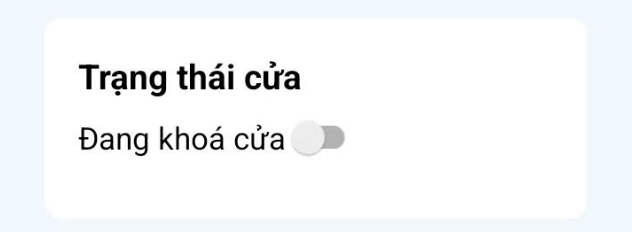 Trạng thái cửa
Đang khoá cửa